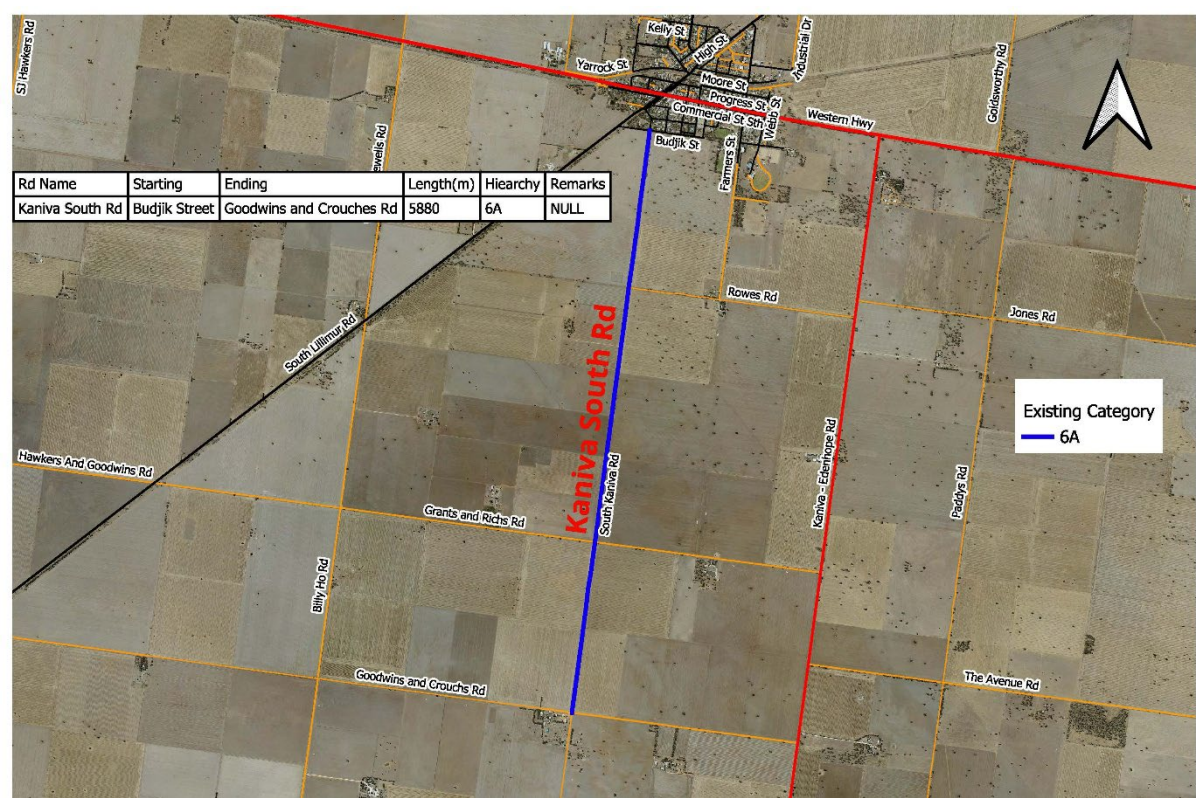 SJ Hawkers Rd
Kelly St
High St
Industrial Dr
Yarrock St
Moore St
Progress St
Commercial St Sth
Webb St
Western Hwy
Goldsworthy Rd
Budjik St
Farmers St
ewells Rd
Rd Name Starting Ending Length(m) Hiearchy Remarks
Kaniva South Rd Budjik Street Goodwins and Crouches Rd 5880 6A NULL
Rowes Rd
Jones Rd
South Lillimur Rd
Kaniva South Rd
Existing Category
6A
Hawkers And Goodwins Rd
Grants and Richs Rd
South Kaniva Rd
Kaniva - Edenhope Rd
Paddys Rd
Billy Ho Rd
Goodwins and Crouchs Rd
The Avenue Rd